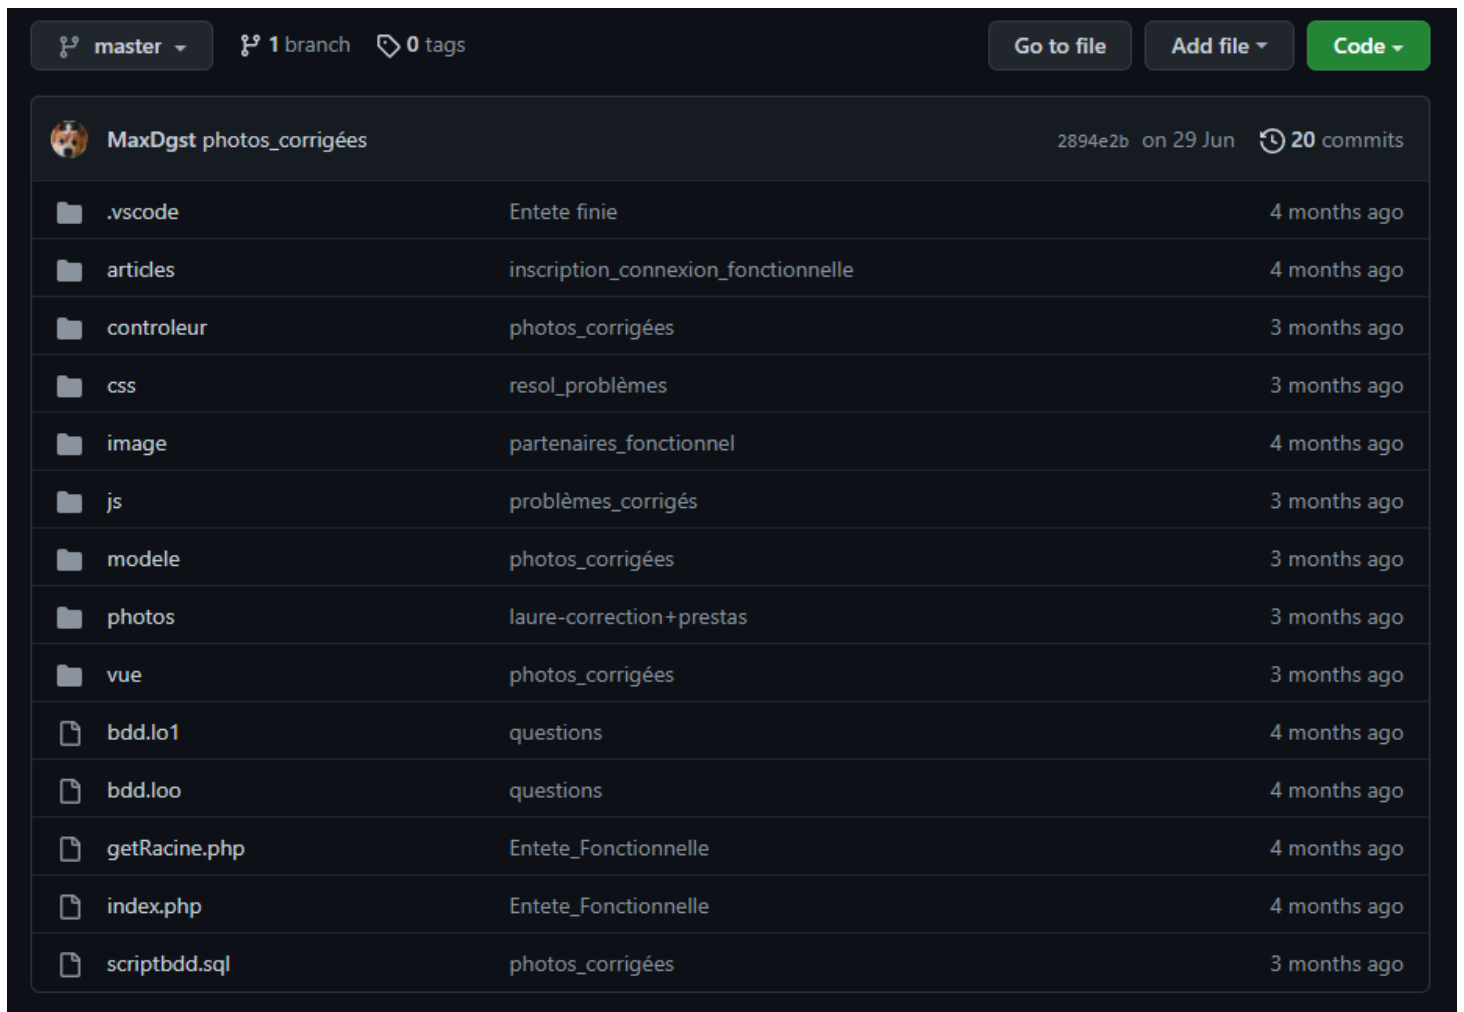 master 1 branch 0 tags Go to file Add file Code
MaxDgst photos_corrigées 2894e2b on 29 Jun 20 commits
.vscode Entete finie 4 months ago
articles inscription_connexion_fonctionnelle 4 months ago
controleur photos_corrigées 3 months ago
css resol_problèmes 3 months ago
image partenaires_fonctionnel 4 months ago
js problèmes_corrigés 3 months ago
modele photos_corrigées 3 months ago
photos laure-correction+prestas 3 months ago
vue photos_corrigées 3 months ago
bdd.lo1 questions 4 months ago
bdd.loo questions 4 months ago
getRacine.php Entete_Fonctionnelle 4 months ago
index.php Entete_Fonctionnelle 4 months ago
scriptbdd.sql photos_corrigées 3 months ago